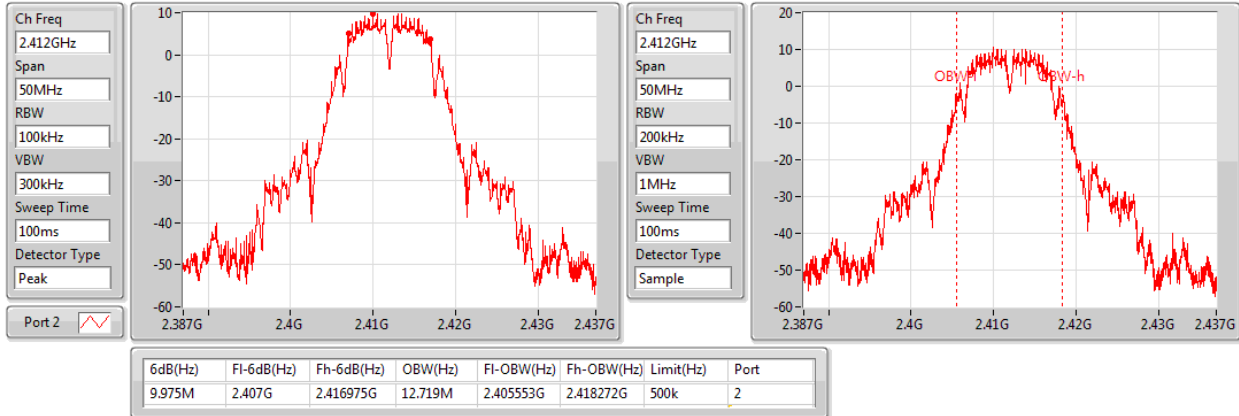 Ch Freq
2.412GHz
Span
50MHz
RBW
100kHz
VBW
300kHz
Sweep Time
100ms
Detector Type
Peak
Port 2
10
0
-10
-20
-30
-40
-50
-60
2.387G 2.4G 2.41G 2.42G 2.43G 2.437G
Ch Freq
2.412GHz
Span
50MHz
RBW
200kHz
VBW
1MHz
Sweep Time
100ms
Detector Type
Sample
20
10
0
-10
-20
-30
-40
-50
-60
OBW-h
2.387G 2.4G 2.41G 2.42G 2.43G 2.437G
6dB(Hz) Fl-6dB(Hz) Fh-6dB(Hz) OBW(Hz) Fl-OBW(Hz) Fh-OBW(Hz) Limit(Hz) Port
9.975M 2.407G 2.416975G 12.719M 2.405553G 2.418272G 500k 2